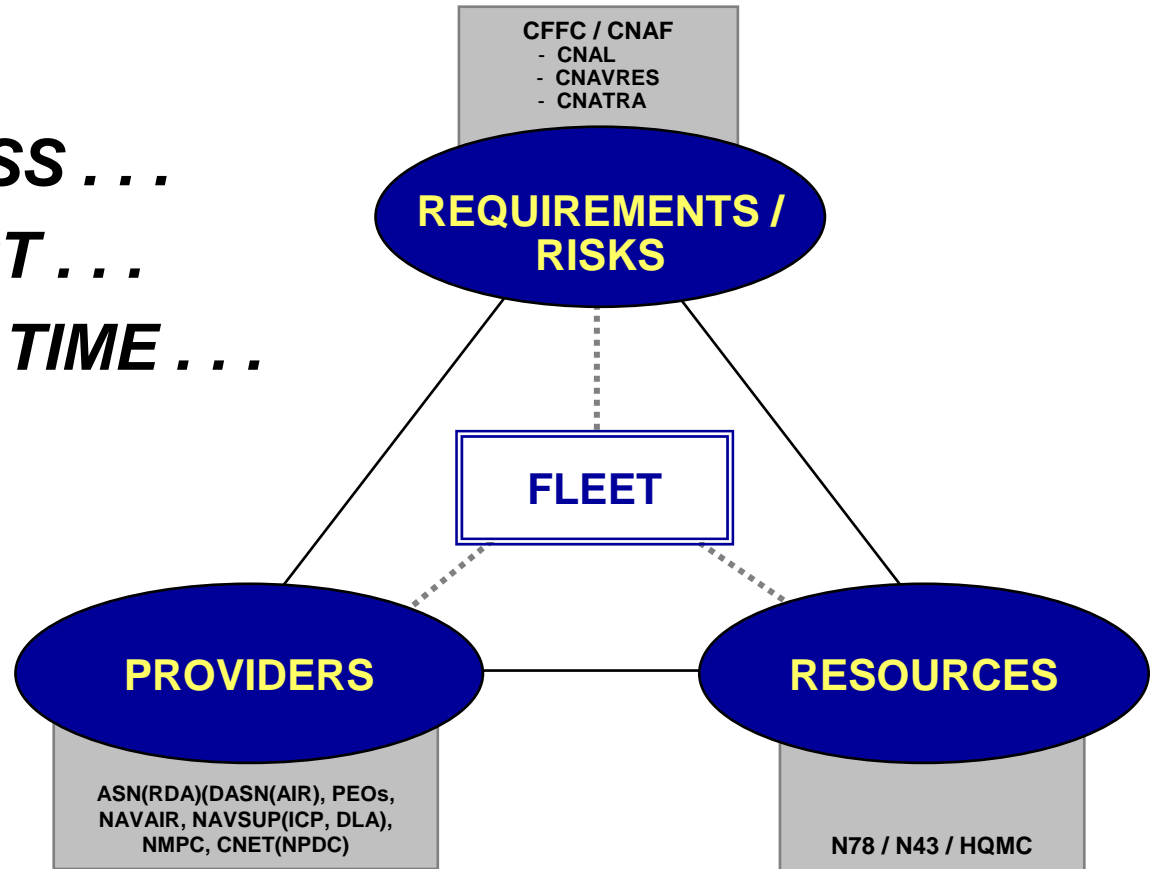 CFFC / CNAF
- CNAL
- CNAVRES
- CNATRA
SS . . .
REQUIREMENTS /
RISKS
T . . .
TIME . . .
FLEET
PROVIDERS
RESOURCES
ASN(RDA)(DASN(AIR), PEOs,
NAVAIR, NAVSUP(ICP, DLA),
NMPC, CNET(NPDC)
N78 / N43 / HQMC